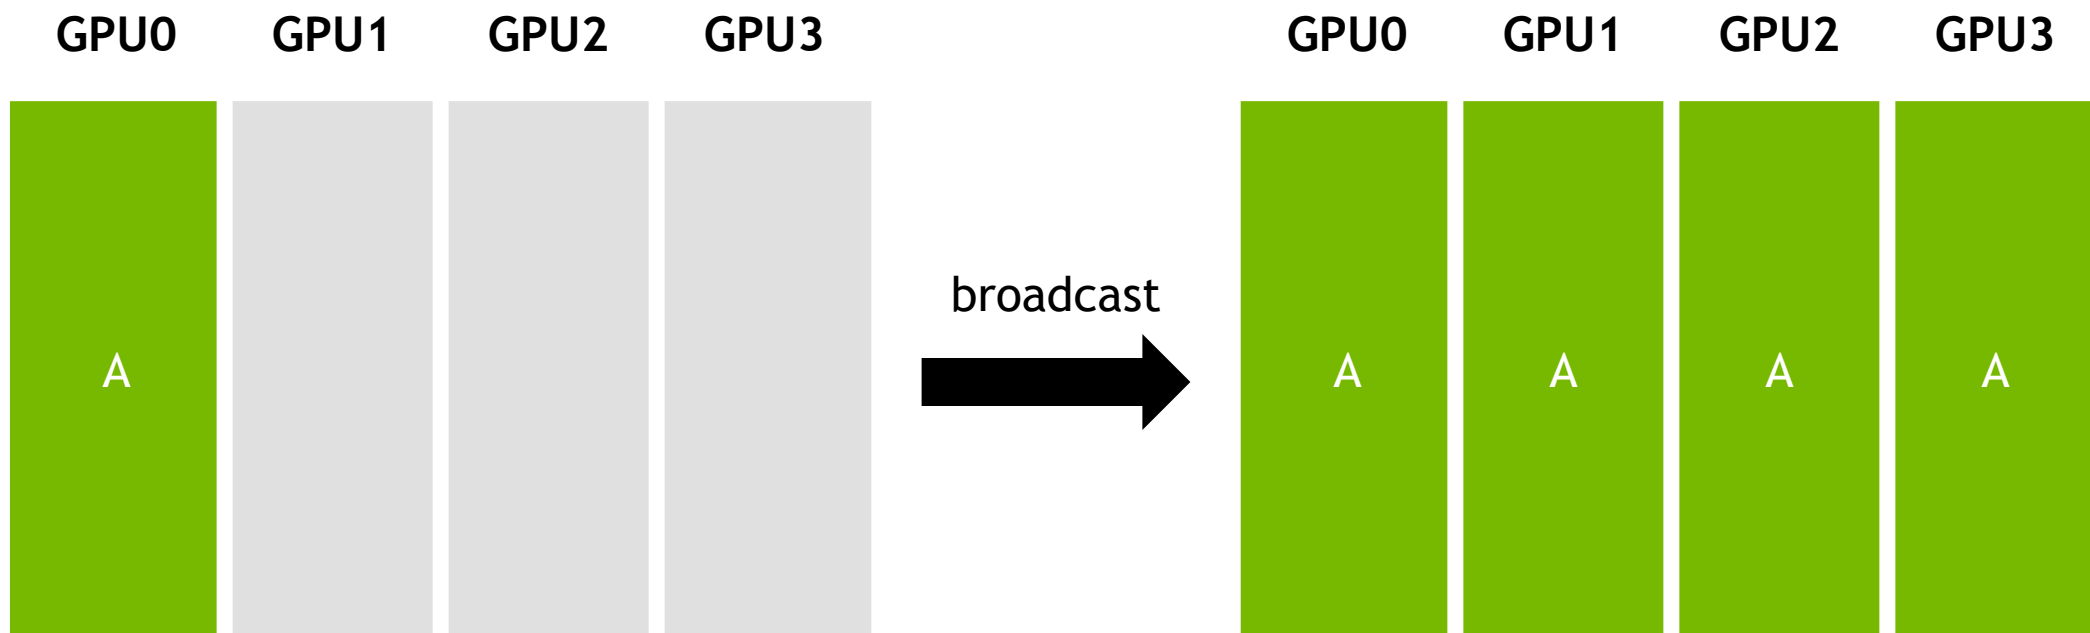 GPU0 GPU1 GPU2 GPU3 GPU0 GPU1 GPU2 GPU3
broadcast
A A A A A